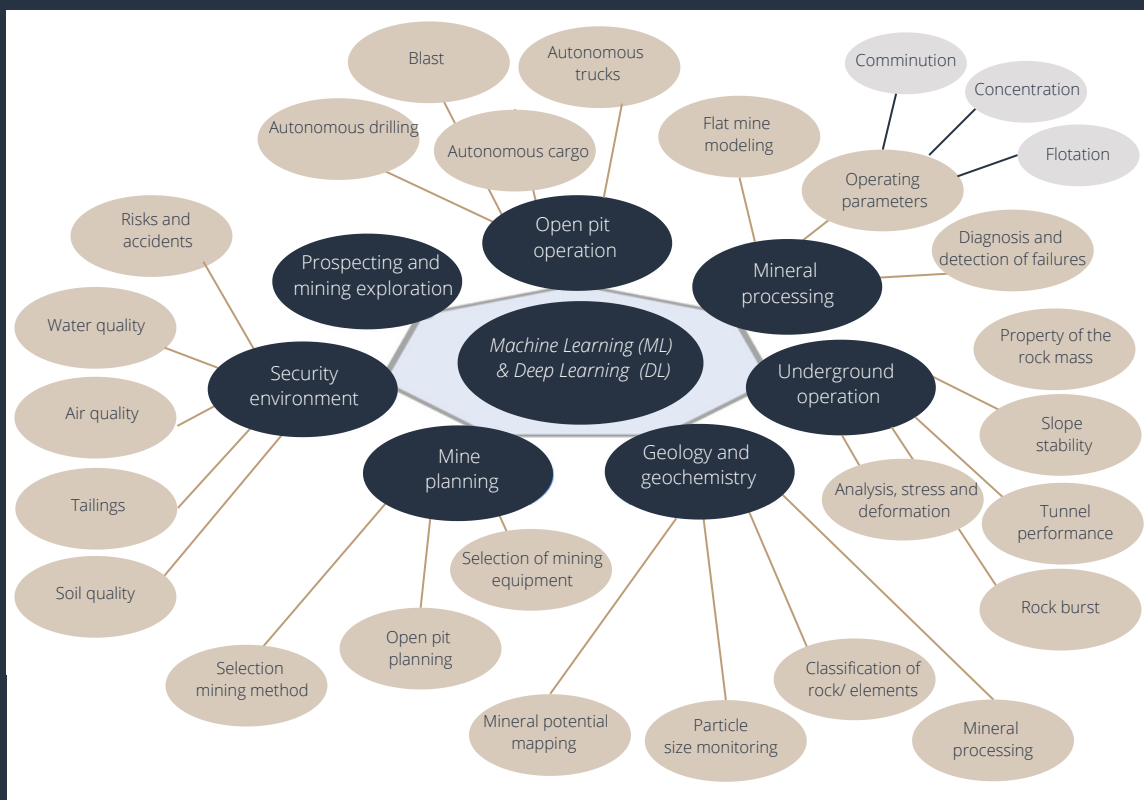 Blast
Autonomous
trucks
Autonomous drilling
Autonomous cargo
Open pit
operation
Flat mine
modeling
Comminution
Concentration
Flotation
Operating
parameters
Diagnosis and
detection of failures
Mineral
processing
Risks and
accidents
Prospecting and
mining exploration
Machine Learning (ML)
& Deep Learning (DL)
Water quality
Security
environment
Air quality
Tailings
Soil quality
Underground
operation
Property of the
rock mass
Slope
stability
Analysis, stress and
deformation
Tunnel
performance
Rock burst
Mine
planning
Geology and
geochemistry
Selection of mining
equipment
Open pit
planning
Selection
mining method
Mineral potential
mapping
Particle
size monitoring
Classification of
rock/ elements
Mineral
processing